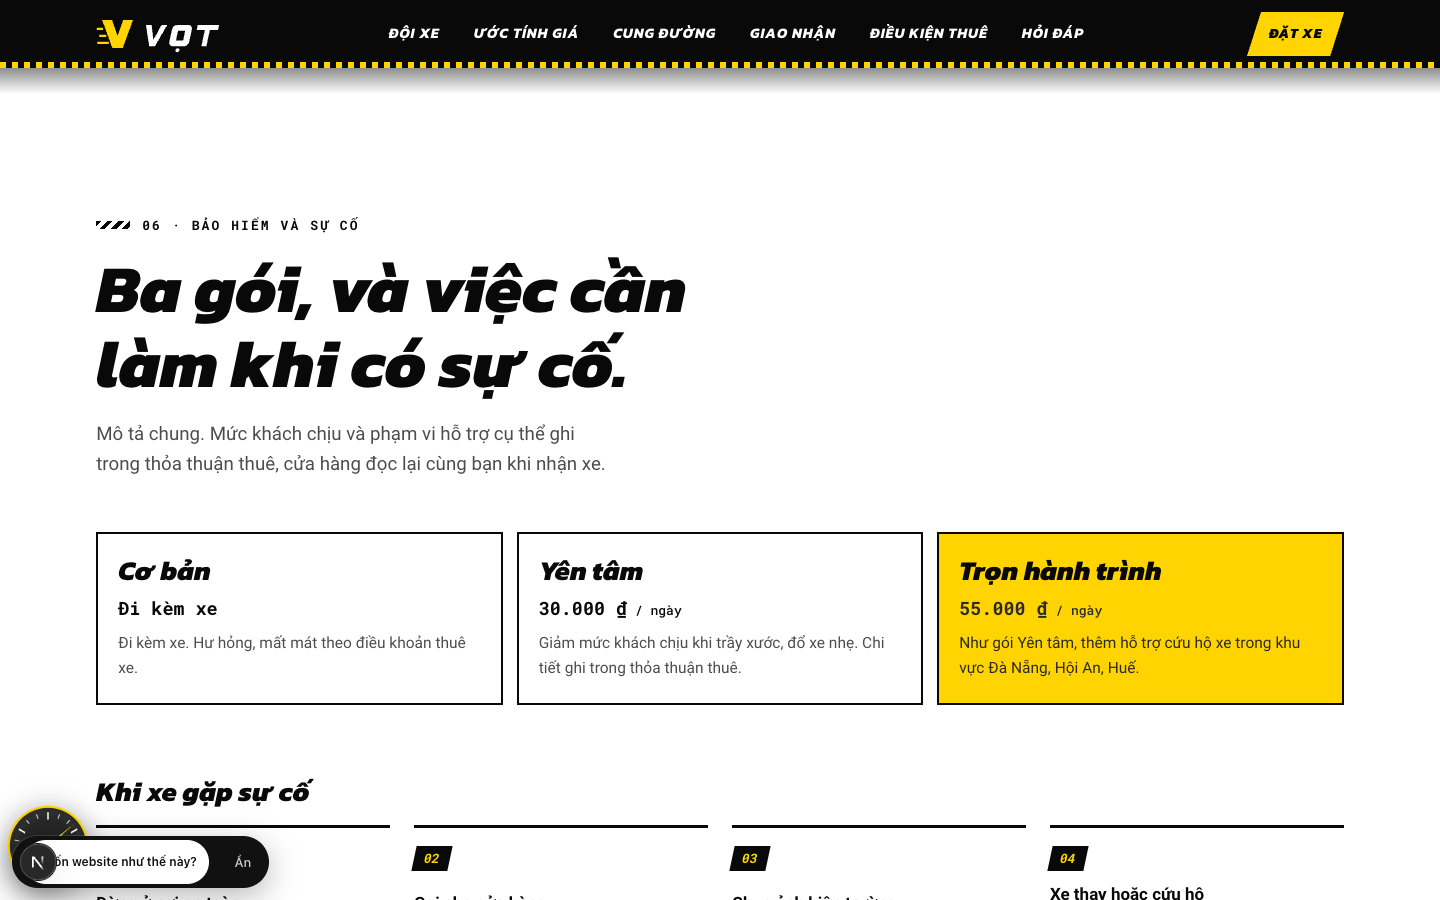 VỌT
ĐỘI XE
ƯỚC TÍNH GIÁ
CUNG ĐƯỜNG
GIAO NHẬN
ĐIỀU KIỆN THUÊ
HỎI ĐÁP
ĐẶT XE
06 · BẢO HIỂM VÀ SỰ CỐ
Ba gói, và việc cần
làm khi có sự cố.
Mô tả chung. Mức khách chịu và phạm vi hỗ trợ cụ thể ghi
trong thỏa thuận thuê, cửa hàng đọc lại cùng bạn khi nhận xe.
Cơ bản
Đi kèm xe
Đi kèm xe. Hư hỏng, mất mát theo điều khoản thuê
xe.
Yên tâm
30.000 ₫ / ngày
Giảm mức khách chịu khi trầy xước, đổ xe nhẹ. Chi
tiết ghi trong thỏa thuận thuê.
Trọn hành trình
55.000 ₫ / ngày
Như gói Yên tâm, thêm hỗ trợ cứu hộ xe trong khu
vực Đà Nẵng, Hội An, Huế.
Khi xe gặp sự cố
02
03
04
Xe thay hoặc cứu hộ
N
website như thế này?
Ẩn